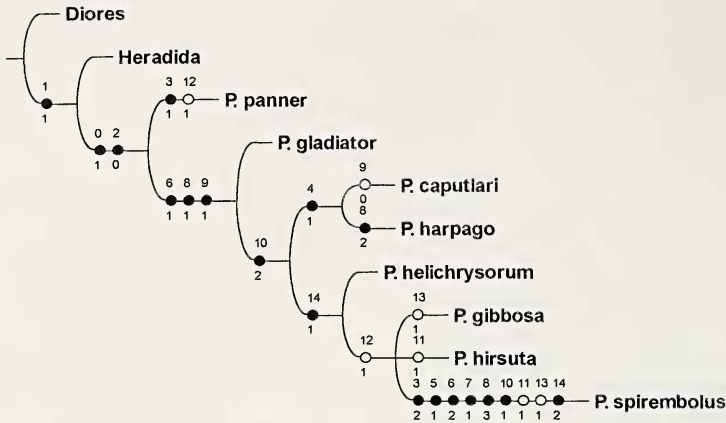 Diores
1
Heradida
1
3 12
P. panner
1 1
0 2
1 0
P. gladiator
6 8 9
1 1 1
9
4
P. caputlari
0
8
1
P. harpago
2
10
2
P. helichrysorum
14
13
P. gibbosa
1
1
12
11
P. hirsuta
1
1
3 5 6 7 8 10 11 13 14
P. spirembolus
2 1 2 1 3 1 1 1 2